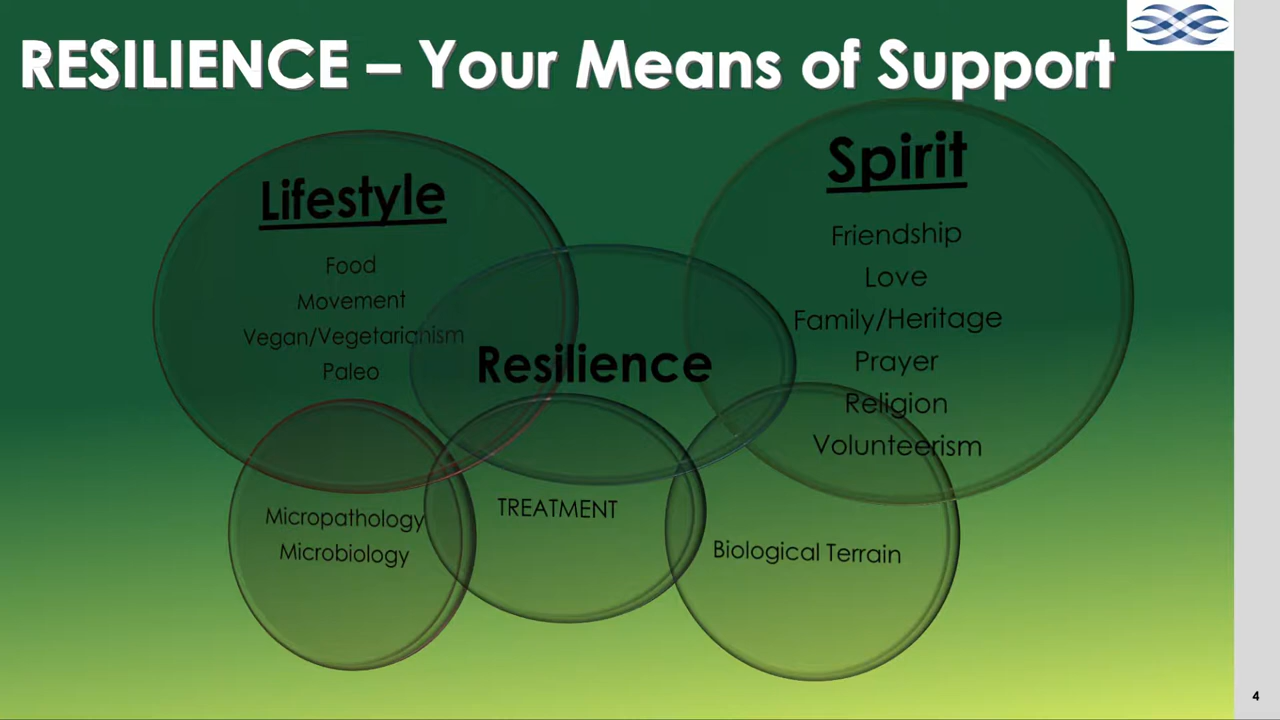 RESILIENCE – Your Means of Support
Lifestyle
Food
Movement
Vegan/Vegetarianism
Paleo
Spirit
Friendship
Love
Family/Heritage
Prayer
Religion
Volunteerism
Resilience
Micropathology
Microbiology
TREATMENT
Biological Terrain
4